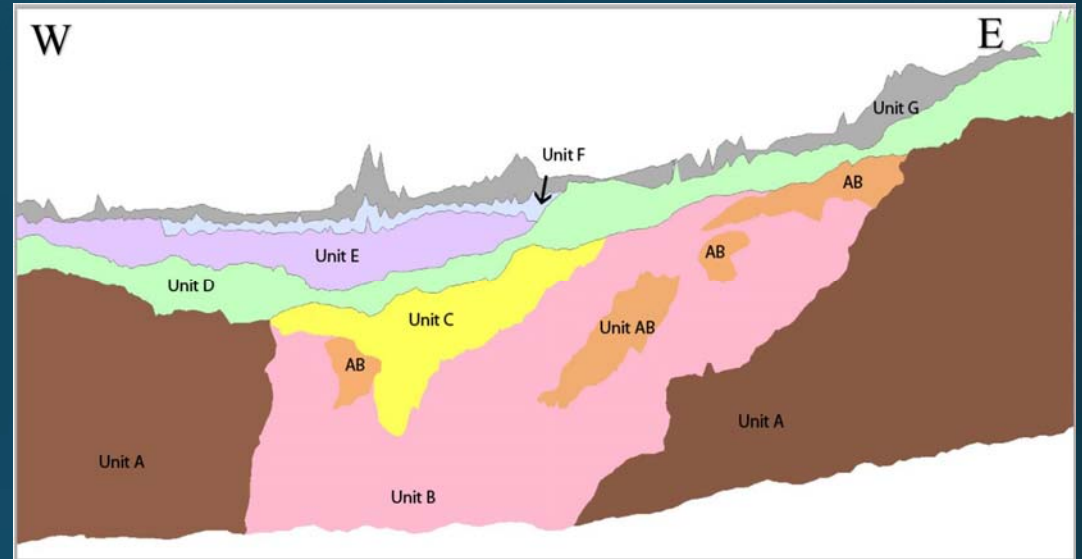 W
E
Unit G
Unit F
AB
AB
Unit E
Unit D
Unit C
Unit AB
AB
Unit A
Unit A
Unit B